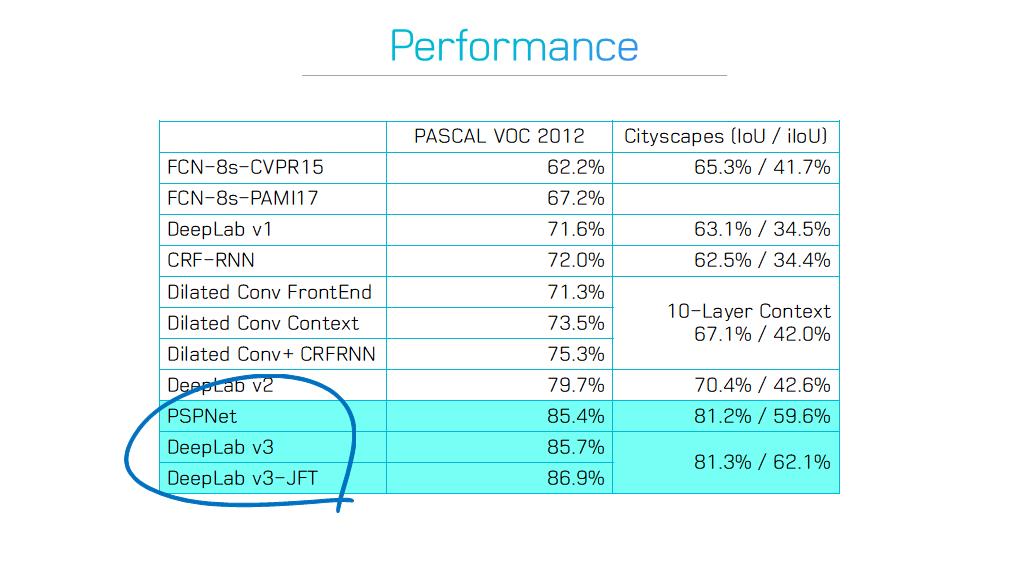 Performance
PASCAL VOC 2012 Cityscapes (IoU / iIoU)
FCN-8s-CVPR15 62.2% 65.3% / 41.7%
FCN-8s-PAMI17 67.2%
DeepLab v1 71.6% 63.1% / 34.5%
CRF-RNN 72.0% 62.5% / 34.4%
Dilated Conv FrontEnd 71.3%
Dilated Conv Context 73.5%
Dilated Conv+ CRFRNN 75.3%
10-Layer Context
67.1% / 42.0%
DeepLab v2 79.7% 70.4% / 42.6%
PSPNet 85.4% 81.2% / 59.6%
DeepLab v3 85.7%
DeepLab v3-JFT 86.9%
81.3% / 62.1%